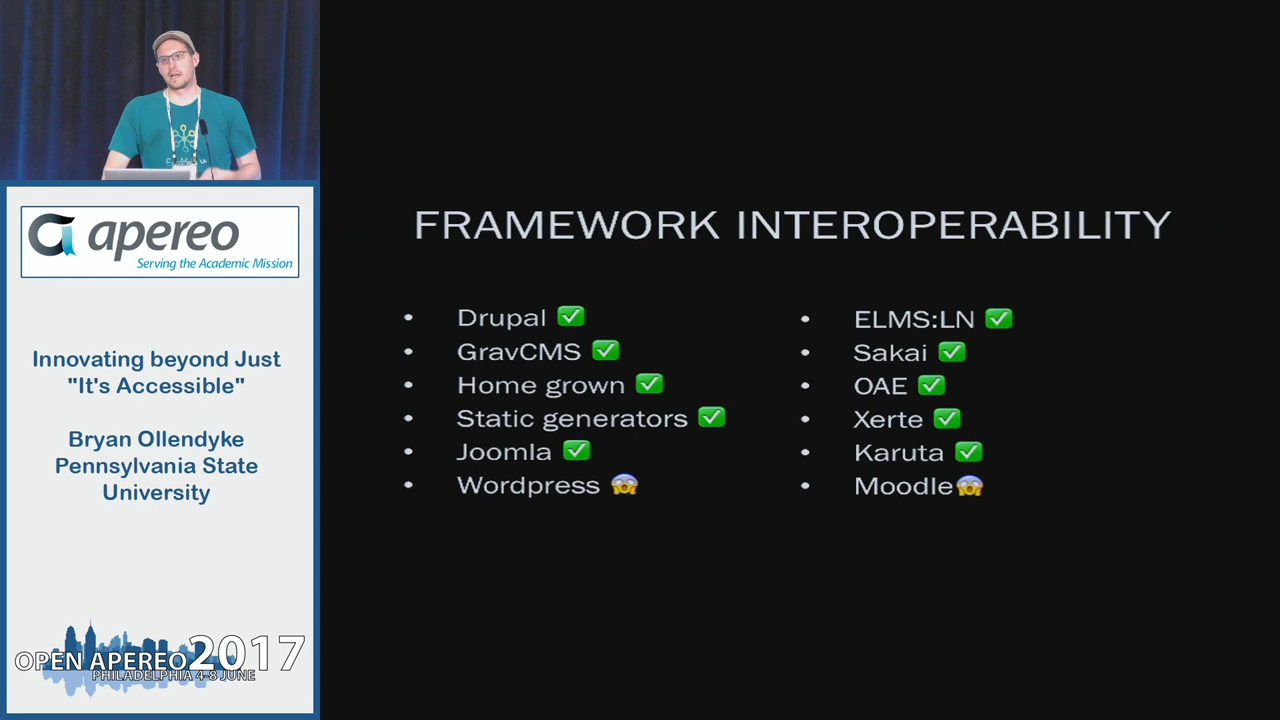 apereo
Serving the Academic Mission
Innovating beyond Just
"It's Accessible"
Bryan Ollendyke
Pennsylvania State
University
OPEN APEREO 2017
PHILADELPHIA 4-8 JUNE
FRAMEWORK INTEROPERABILITY
• Drupal ✅
• GravCMS ✅
• Home grown ✅
• Static generators ✅
• Joomla ✅
• Wordpress 😱
• ELMS:LN ✅
• Sakai ✅
• OAE ✅
• Xerte ✅
• Karuta ✅
• Moodle😱